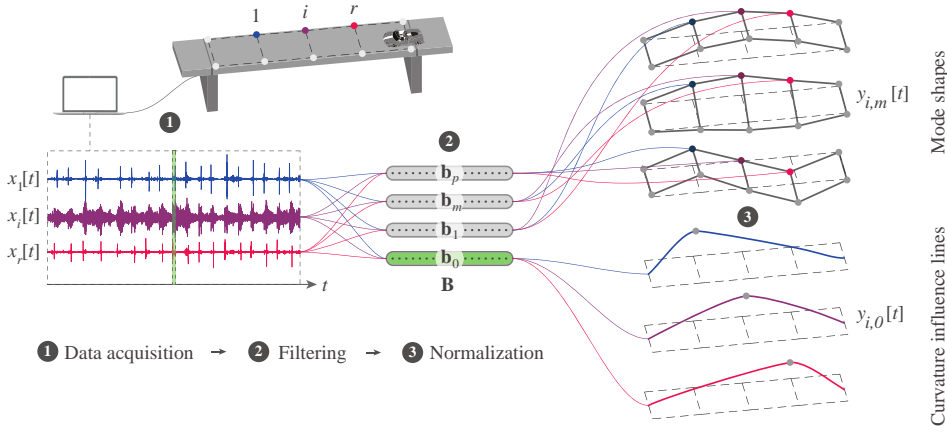 1 i r
1
2
x₁[t]
xᵢ[t]
xᵣ[t]
t
bₚ
bₘ
b₁
b₀
B
yᵢ,ₘ[t]
Mode shapes
3
yᵢ,₀[t]
Curvature influence lines
1 Data acquisition → 2 Filtering → 3 Normalization